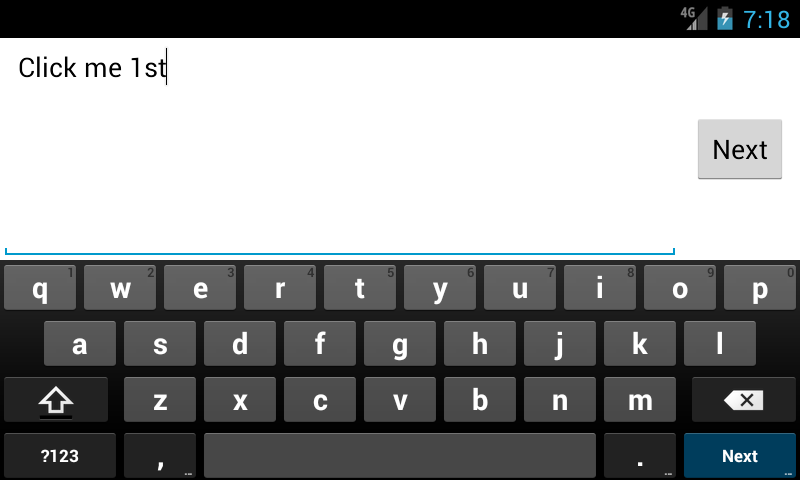 4G 7:18
Click me 1st
Next
q 1 w 2 e 3 r 4 t 5 y 6 u 7 i 8 o 9 p 0
a s d f g h j k l
z x c v b n m
?123 , ... . ... Next ...